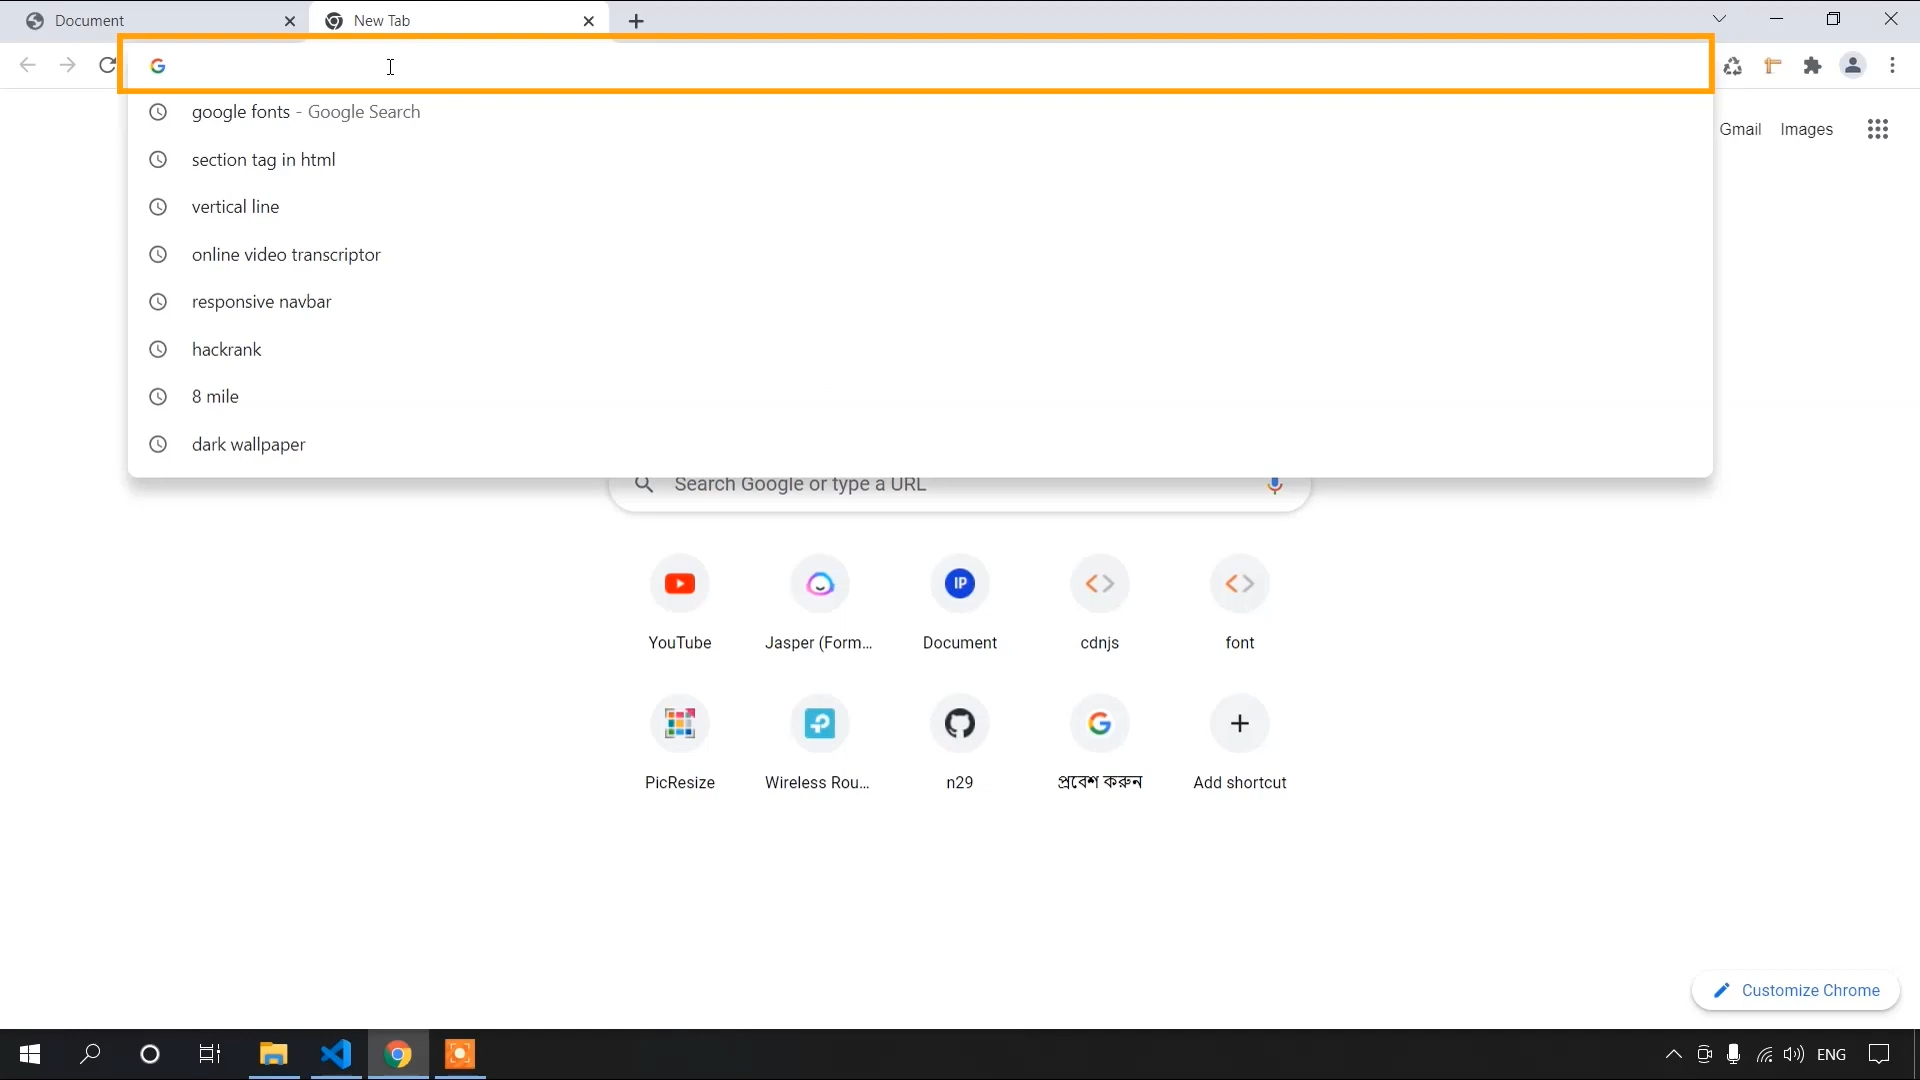 Document
New Tab
google fonts - Google Search
Gmail Images
section tag in html
vertical line
online video transcriptor
responsive navbar
hackrank
8 mile
dark wallpaper
Search Google or type a URL
IP
YouTube
Jasper (Form...
Document
cdnjs
font
PicResize
Wireless Rou...
n29
প্রবেশ করুন
Add shortcut
Customize Chrome
ENG